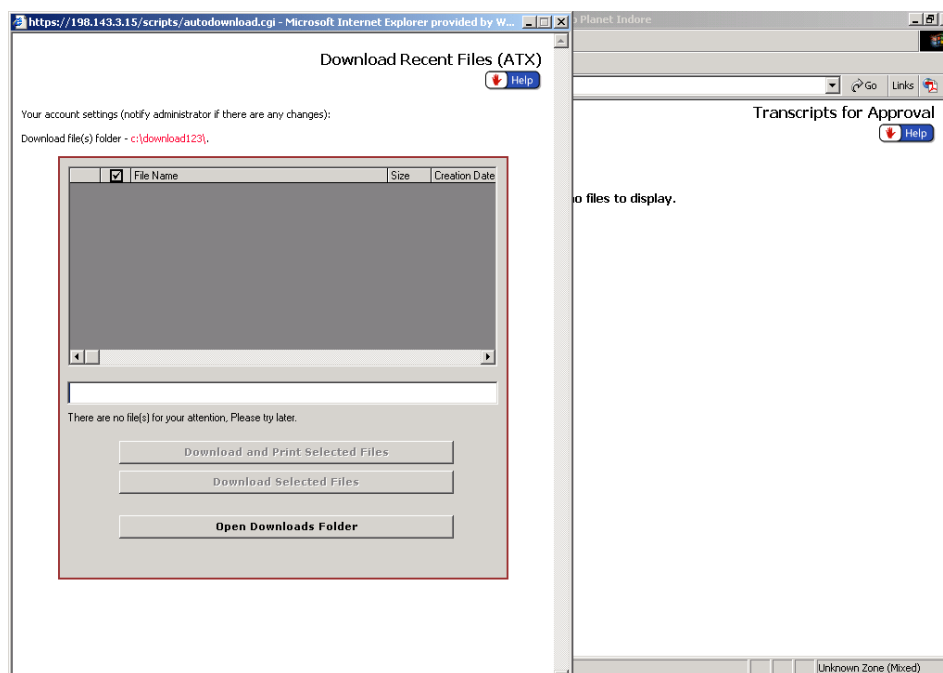 https://198.143.3.15/scripts/autodownload.cgi - Microsoft Internet Explorer provided by W...
Download Recent Files (ATX)
Help
Your account settings (notify administrator if there are any changes):
Download file(s) folder - c:\download123\,
File Name Size Creation Date
There are no file(s) for your attention, Please try later.
Download and Print Selected Files
Download Selected Files
Open Downloads Folder
Planet Indore
Go Links
Transcripts for Approval
Help
no files to display.
Unknown Zone (Mixed)